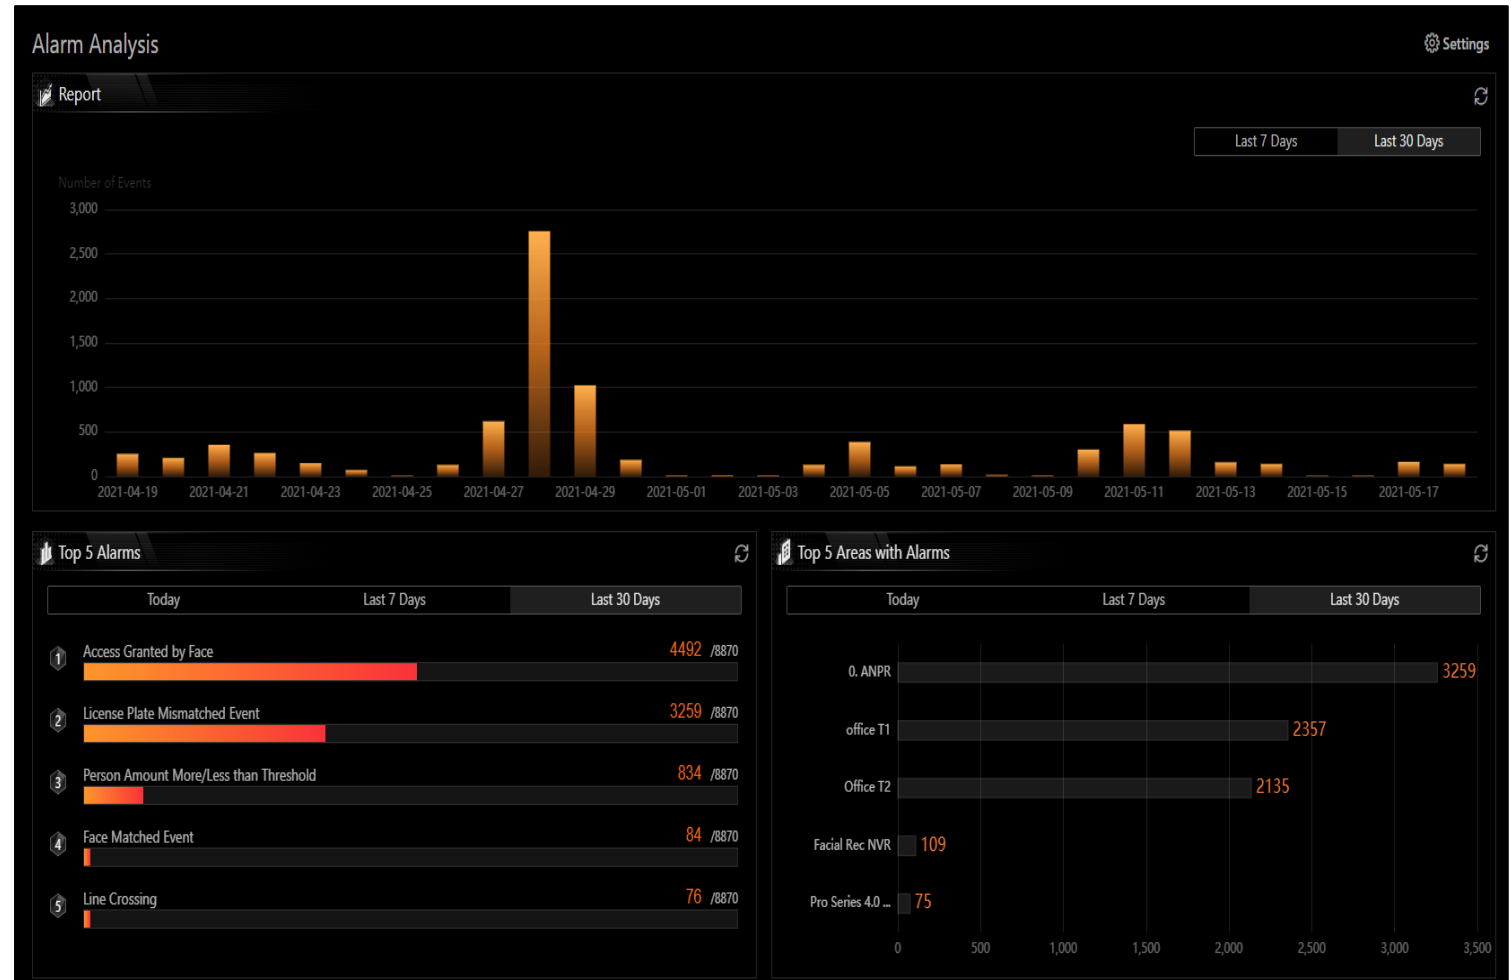 Alarm Analysis
Settings
Report
Last 7 Days Last 30 Days
Number of Events
3,000
2,500
2,000
1,500
1,000
500
0
2021-04-19 2021-04-21 2021-04-23 2021-04-25 2021-04-27 2021-04-29 2021-05-01 2021-05-03 2021-05-05 2021-05-07 2021-05-09 2021-05-11 2021-05-13 2021-05-15 2021-05-17
Top 5 Alarms
Today Last 7 Days Last 30 Days
1 Access Granted by Face 4492 /8870
2 License Plate Mismatched Event 3259 /8870
3 Person Amount More/Less than Threshold 834 /8870
4 Face Matched Event 84 /8870
5 Line Crossing 76 /8870
Top 5 Areas with Alarms
Today Last 7 Days Last 30 Days
0. ANPR 3259
office T1 2357
Office T2 2135
Facial Rec NVR 109
Pro Series 4.0 ... 75
0 500 1,000 1,500 2,000 2,500 3,000 3,500